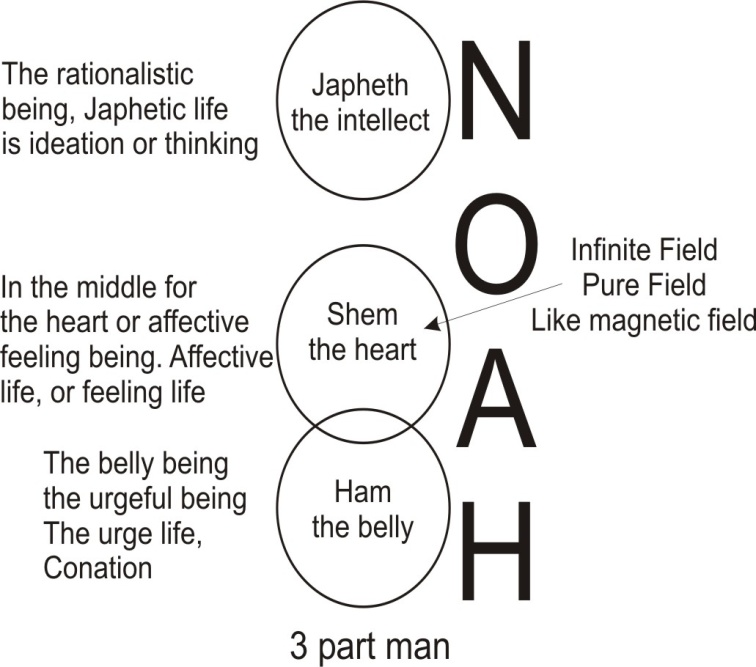 The rationalistic
being, Japhetic life
is ideation or thinking
Japheth
the intellect
N
O
A
H
In the middle for
the heart or affective
feeling being. Affective
life, or feeling life
Shem
the heart
Infinite Field
Pure Field
Like magnetic field
The belly being
the urgeful being
The urge life,
Conation
Ham
the belly
3 part man